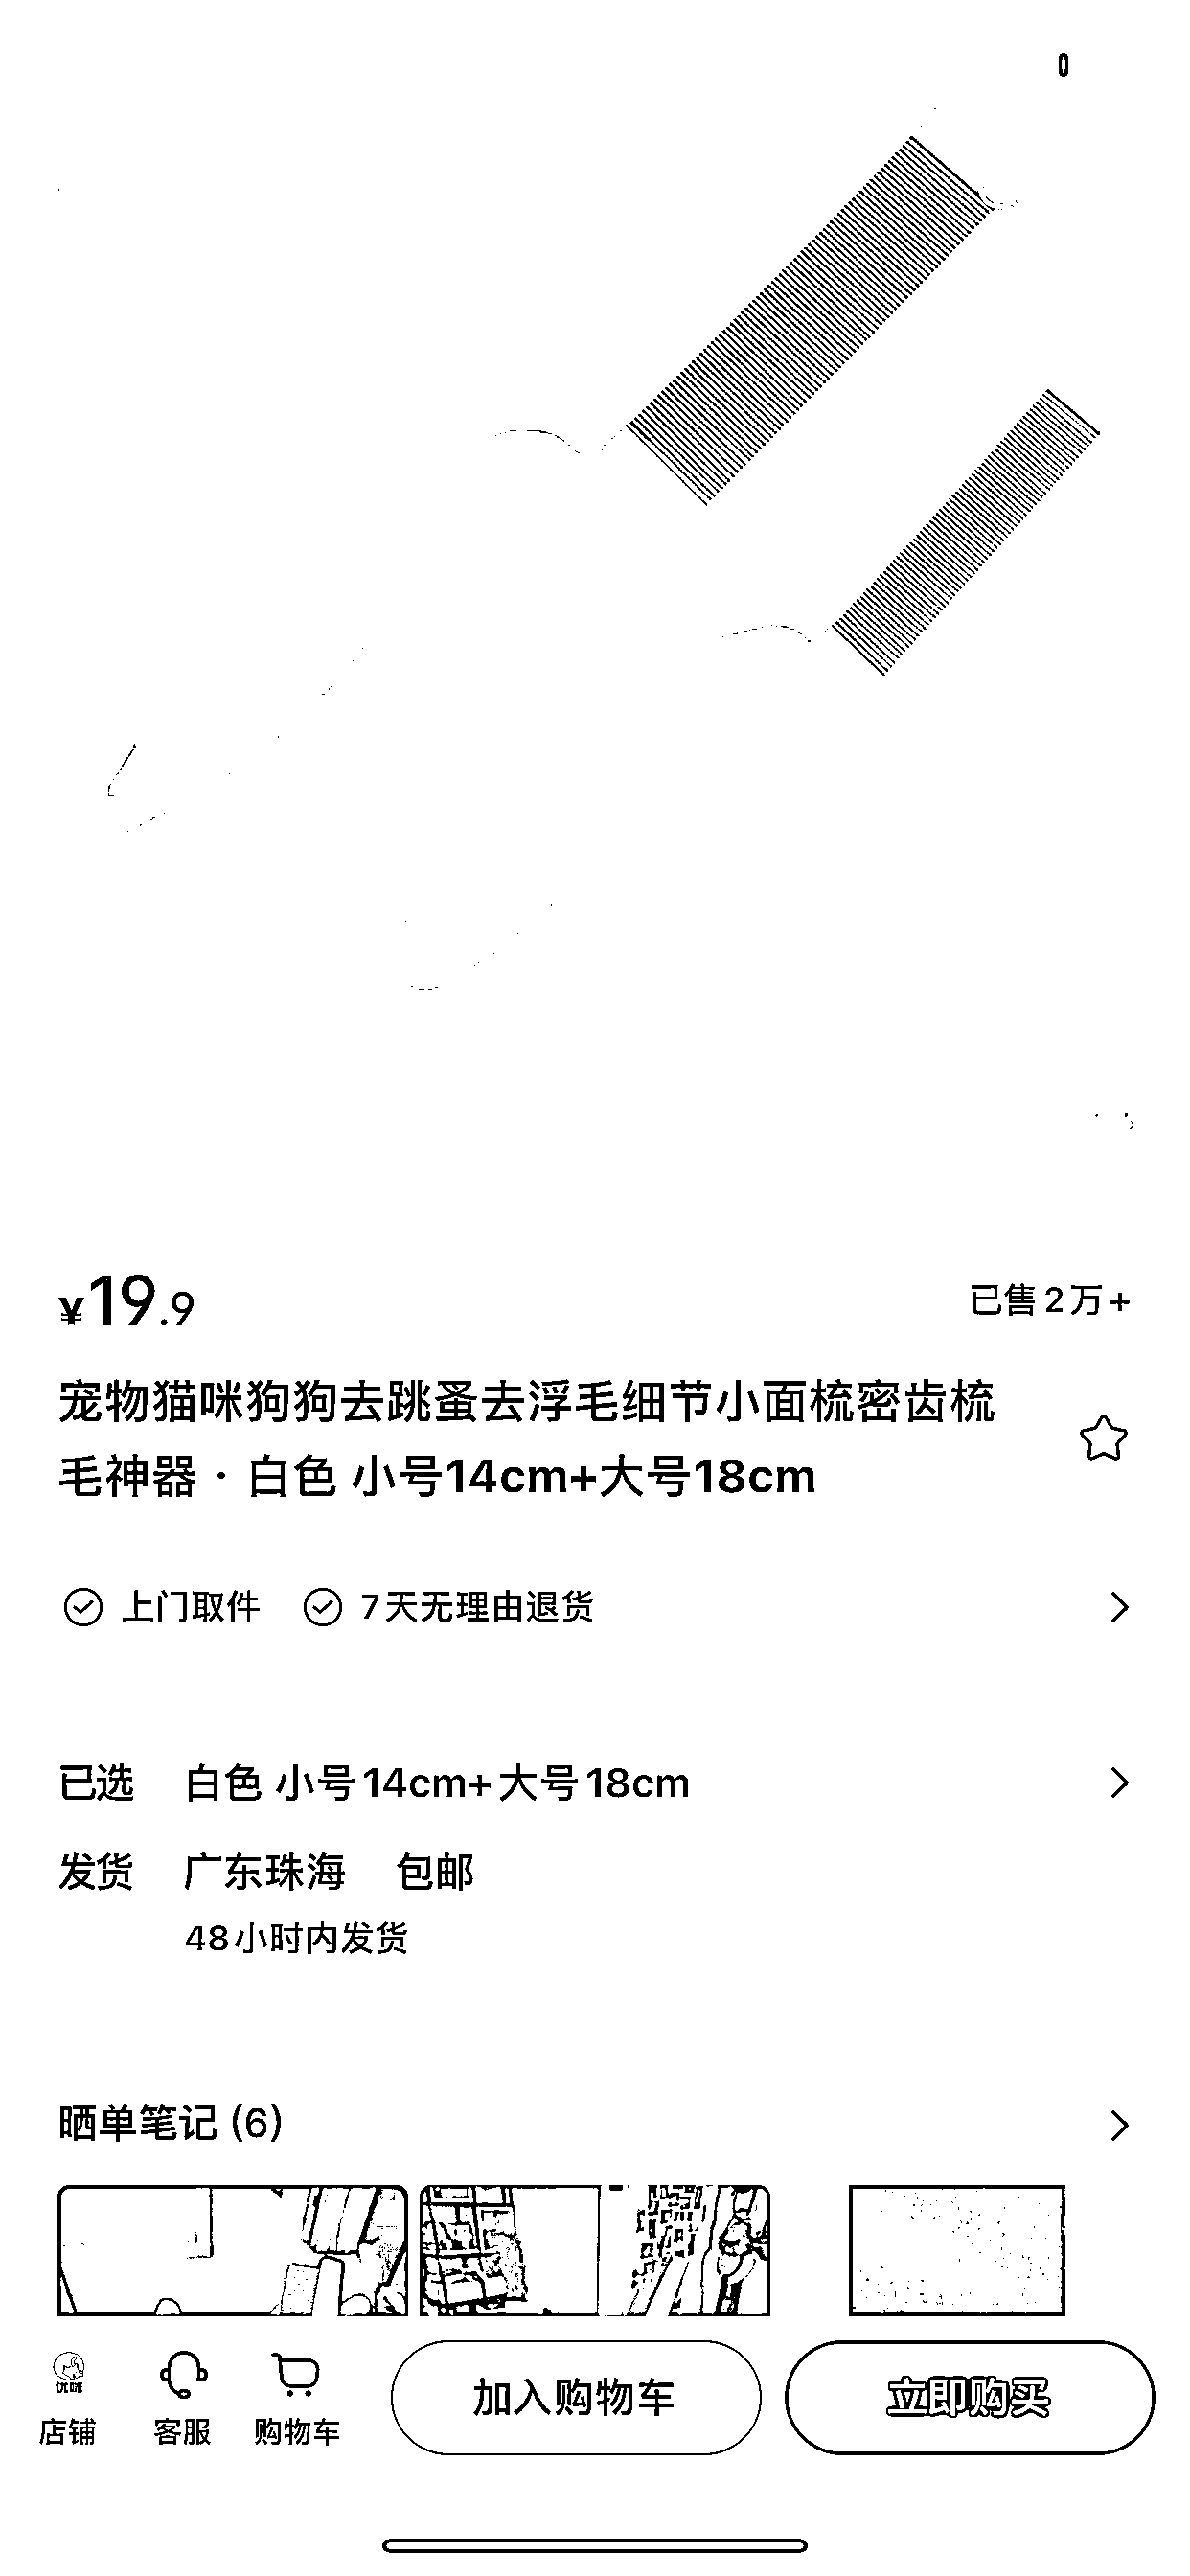 ¥19.9
已售2万+
宠物猫咪狗狗去跳蚤去浮毛细节小面梳密齿梳
毛神器 · 白色 小号14cm+大号18cm
上门取件 7天无理由退货
已选 白色 小号14cm+大号18cm
发货 广东珠海 包邮
48小时内发货
晒单笔记 (6)
优咪
店铺 客服 购物车 加入购物车 立即购买